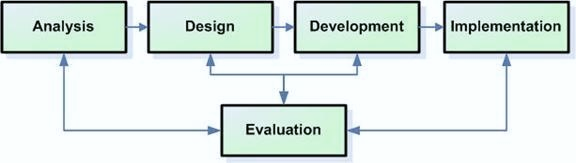 Analysis
Design
Development
Implementation
Evaluation